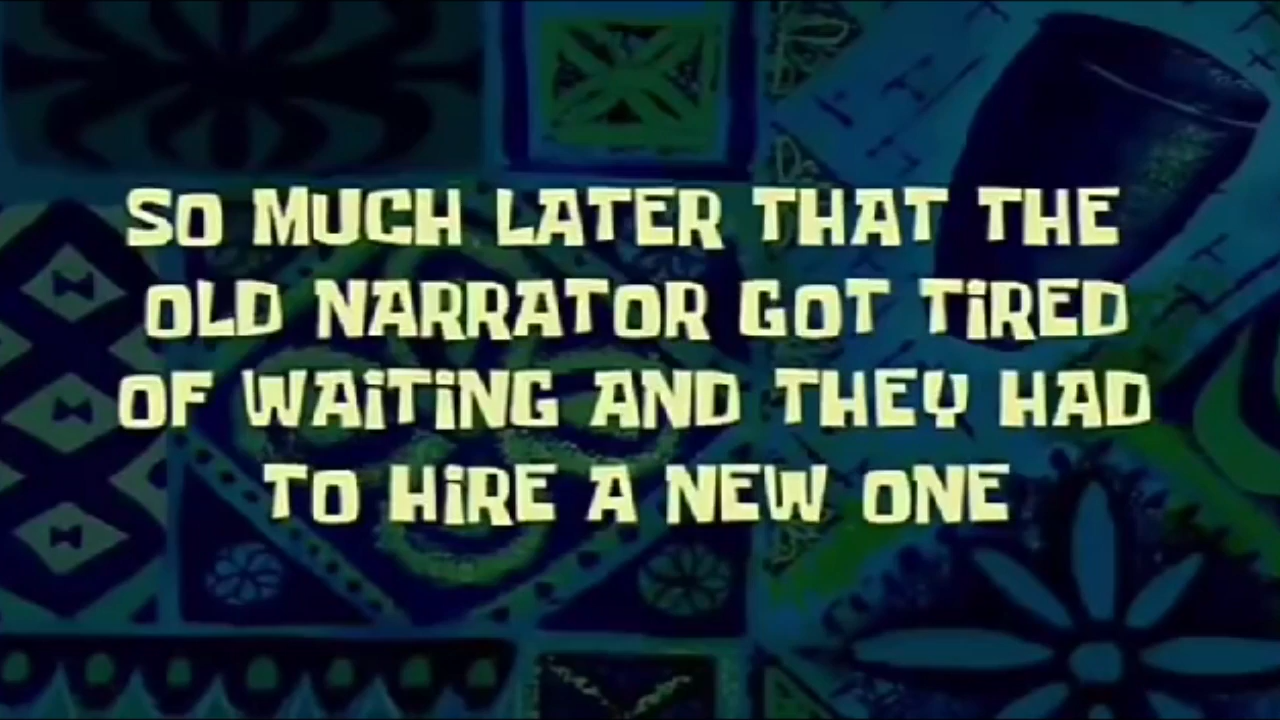 SO MUCH LATER THAT THE
OLD NARRATOR GOT TiRED
OF WAiTiNG AND THEY HAD
TO HiRE A NEW ONE